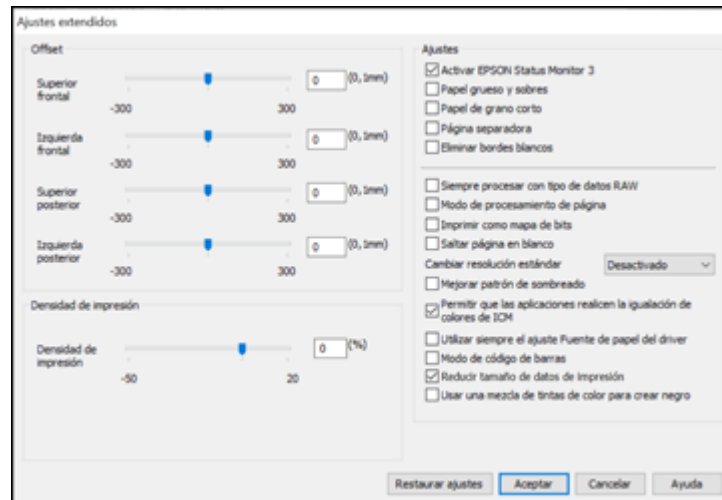 Ajustes extendidos
Offset
Superior
frontal
0 (0,1mm)
-300 300
Izquierda
frontal
0 (0,1mm)
-300 300
Superior
posterior
0 (0,1mm)
-300 300
Izquierda
posterior
0 (0,1mm)
-300 300
Densidad de impresión
Densidad de
impresión
0 (%)
-50 20
Ajustes
Activar EPSON Status Monitor 3
Papel grueso y sobres
Papel de grano corto
Página separadora
Eliminar bordes blancos
Siempre procesar con tipo de datos RAW
Modo de procesamiento de página
Imprimir como mapa de bits
Saltar página en blanco
Cambiar resolución estándar Desactivado
Mejorar patrón de sombreado
Permitir que las aplicaciones realicen la igualación de
colores de ICM
Utilizar siempre el ajuste Fuente de papel del driver
Modo de código de barras
Reducir tamaño de datos de impresión
Usar una mezcla de tintas de color para crear negro
Restaurar ajustes Aceptar Cancelar Ayuda